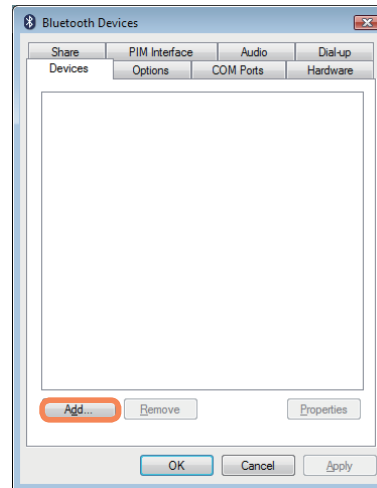 Bluetooth Devices
Share PIM Interface Audio Dial-up
Devices Options COM Ports Hardware
Add... Remove Properties
OK Cancel Apply